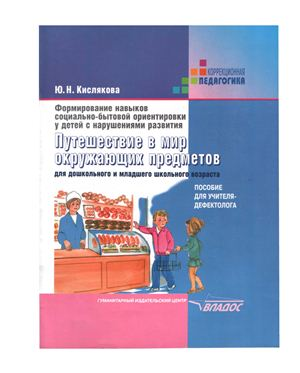 КОРРЕКЦИОННАЯ
ПЕДАГОГИКА
Ю. Н. Кислякова
Формирование навыков
социально-бытовой ориентировки
у детей с нарушениями развития
Путешествие в мир
окружающих предметов
для дошкольного и младшего школьного возраста
ПОСОБИЕ
ДЛЯ УЧИТЕЛЯ-
ДЕФЕКТОЛОГА
ГУМАНИТАРНЫЙ ИЗДАТЕЛЬСКИЙ ЦЕНТР
ВЛАДОС